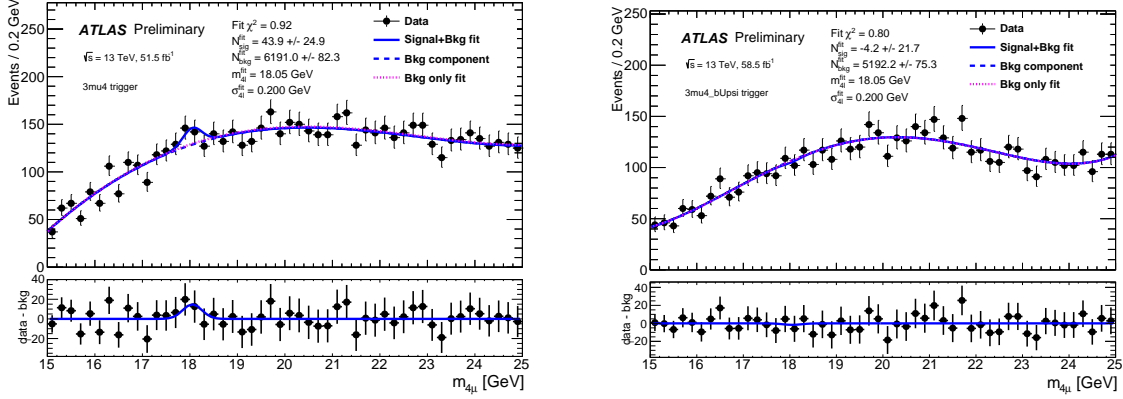 Events / 0.2 GeV
ATLAS Preliminary
√s = 13 TeV, 51.5 fb⁻¹
3mu4 trigger
Fit χ² = 0.92
N_sig^fit = 43.9 +/- 24.9
N_bkg^fit = 6191.0 +/- 82.3
m_4l^fit = 18.05 GeV
σ_4l^fit = 0.200 GeV
Data
Signal+Bkg fit
Bkg component
Bkg only fit
250
200
150
100
50
0
data - bkg
40
20
0
-20
15 16 17 18 19 20 21 22 23 24 25
m_4μ [GeV]
Events / 0.2 GeV
ATLAS Preliminary
√s = 13 TeV, 58.5 fb⁻¹
3mu4_bUpsi trigger
Fit χ² = 0.80
N_sig^fit = -4.2 +/- 21.7
N_bkg^fit = 5192.2 +/- 75.3
m_4l^fit = 18.05 GeV
σ_4l^fit = 0.200 GeV
Data
Signal+Bkg fit
Bkg component
Bkg only fit
250
200
150
100
50
0
data - bkg
40
20
0
-20
15 16 17 18 19 20 21 22 23 24 25
m_4μ [GeV]